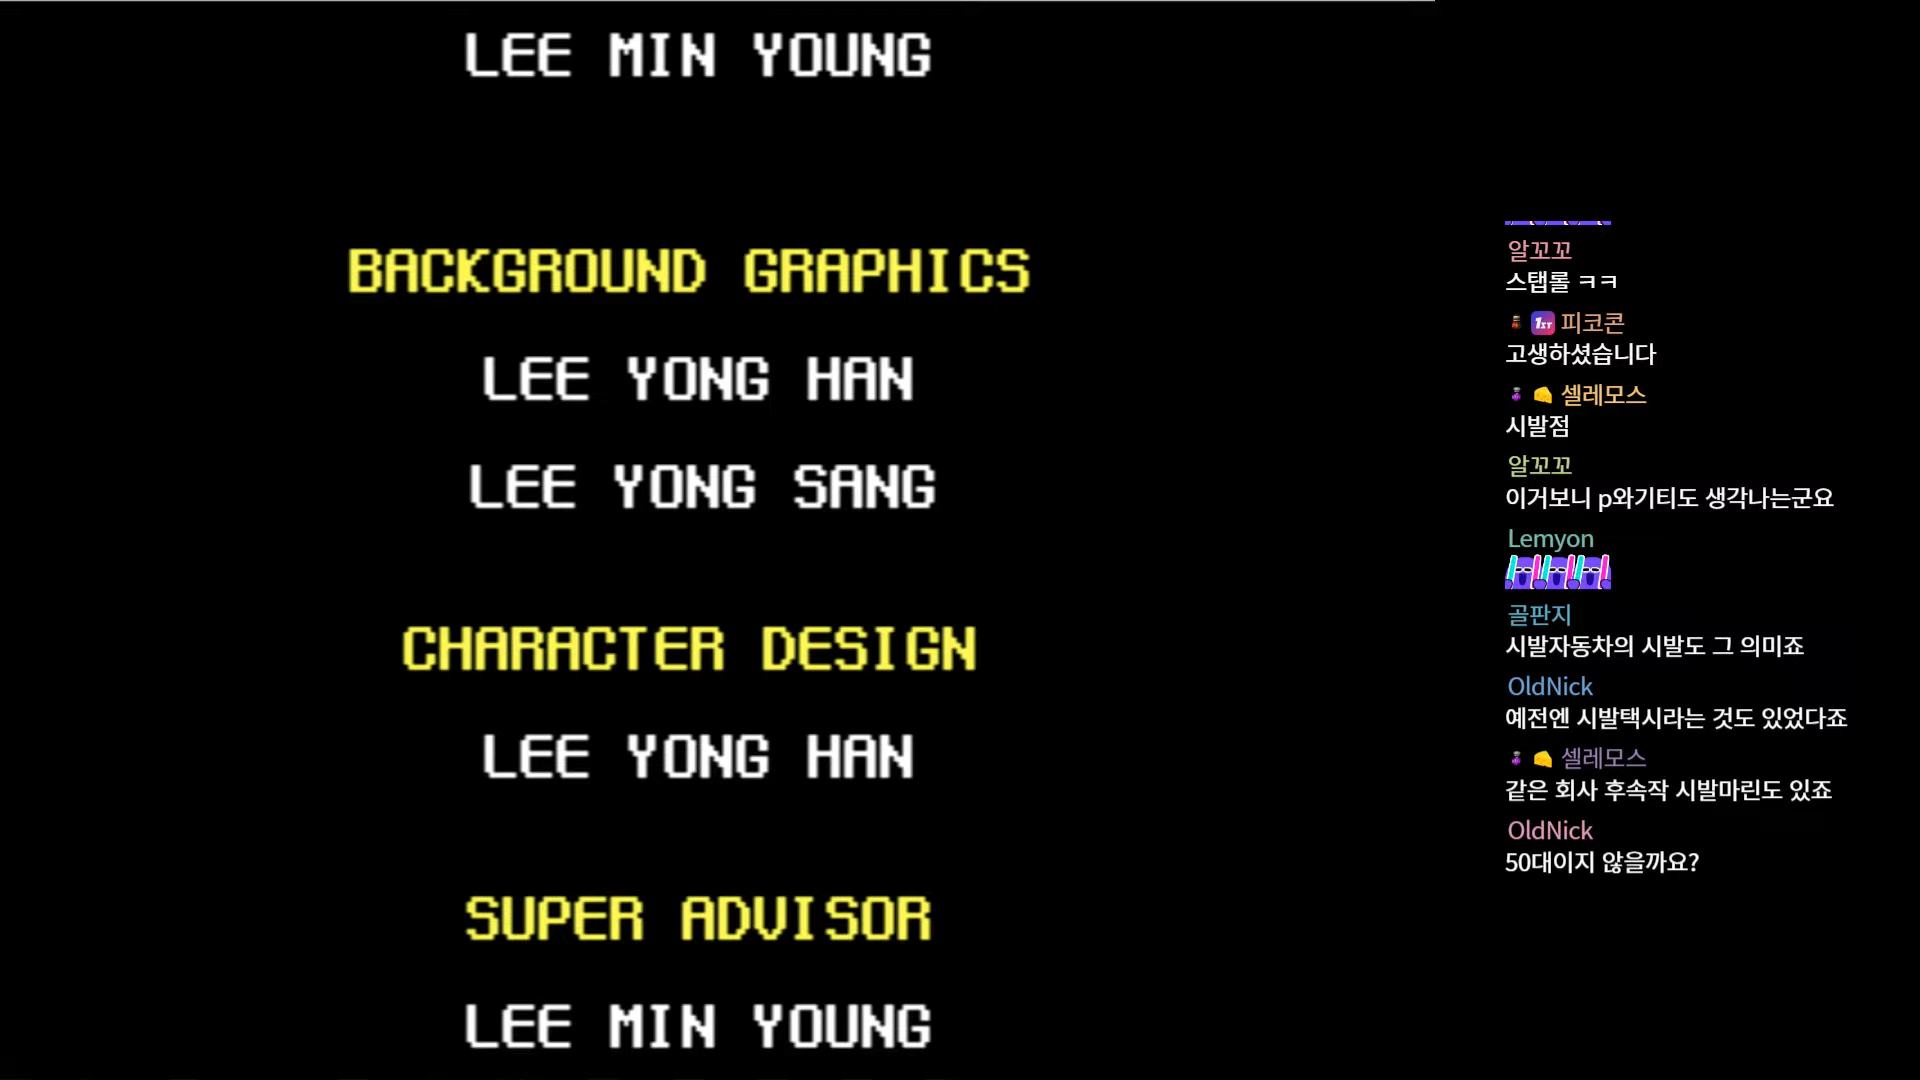 LEE MIN YOUNG
BACKGROUND GRAPHICS
LEE YONG HAN
LEE YONG SANG
CHARACTER DESIGN
LEE YONG HAN
SUPER ADVISOR
LEE MIN YOUNG
알꼬꼬
스탭롤 ㅋㅋ
1ST 피코콘
고생하셨습니다
셀레모스
시발점
알꼬꼬
이거보니 p와기티도 생각나는군요
Lemyon
골판지
시발자동차의 시발도 그 의미죠
OldNick
예전엔 시발택시라는 것도 있었다죠
셀레모스
같은 회사 후속작 시발마린도 있죠
OldNick
50대이지 않을까요?